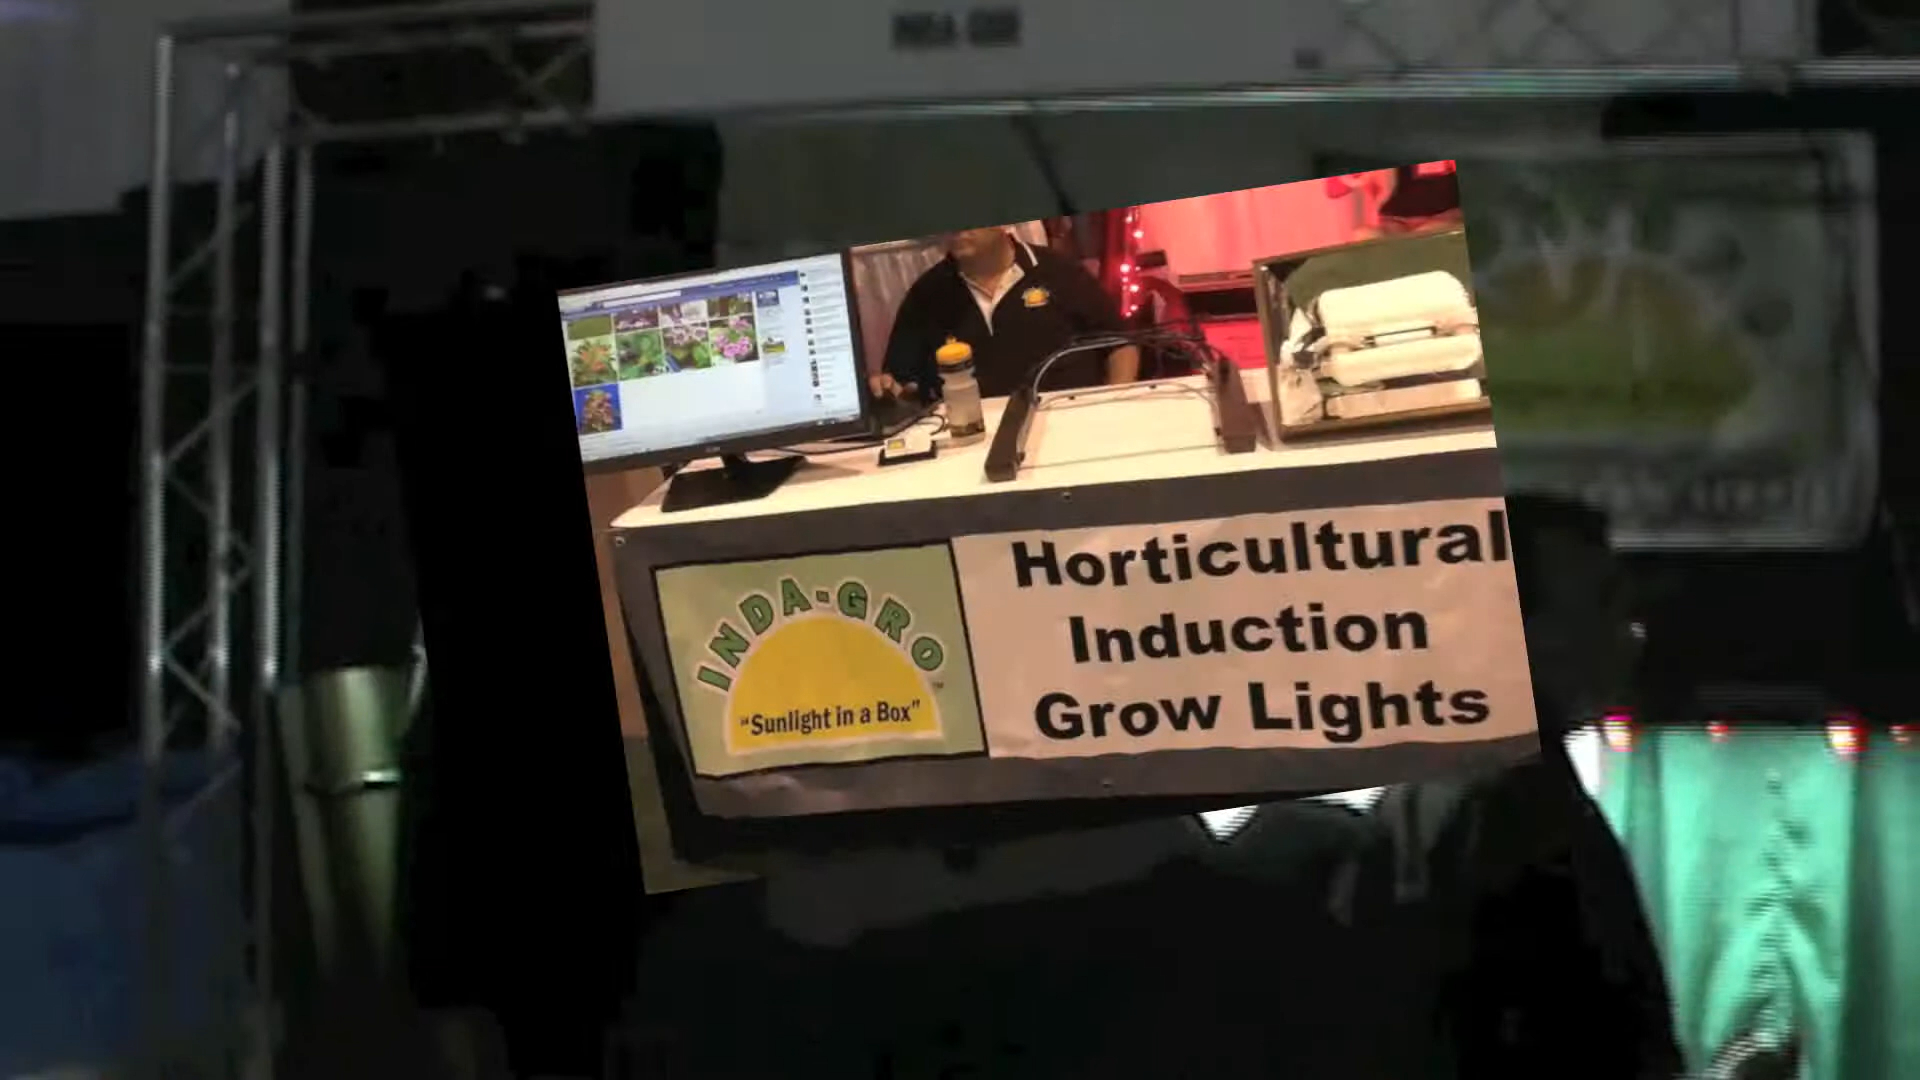 INDA-GRO
"Sunlight in a Box"
Horticultural
Induction
Grow Lights